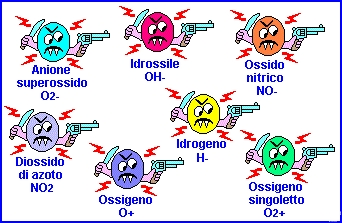 Anione
superossido
O2-
Idrossile
OH-
Ossido
nitrico
NO-
Diossido
di azoto
NO2
Ossigeno
O+
Idrogeno
H-
Ossigeno
singoletto
O2+